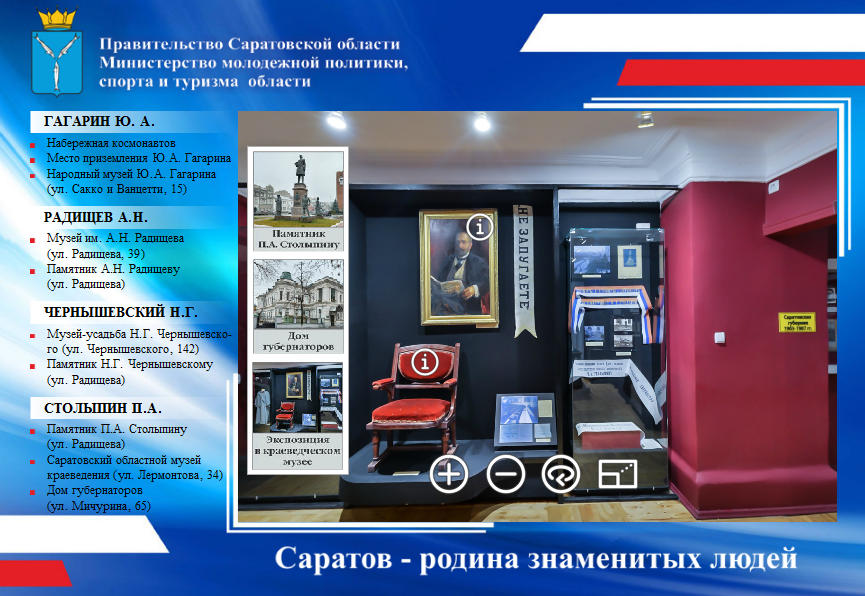 Правительство Саратовской области
Министерство молодежной политики,
спорта и туризма области
ГАГАРИН Ю. А.
Набережная космонавтов
Место приземления Ю.А. Гагарина
Народный музей Ю.А. Гагарина
(ул. Сакко и Ванцетти, 15)
РАДИЩЕВ А.Н.
Музей им. А.Н. Радищева
(ул. Радищева, 39)
Памятник А.Н. Радищеву
(ул. Радищева)
ЧЕРНЫШЕВСКИЙ Н.Г.
Музей-усадьба Н.Г. Чернышевско-
го (ул. Чернышевского, 142)
Памятник Н.Г. Чернышевскому
(ул. Радищева)
СТОЛЫПИН П.А.
Памятник П.А. Столыпину
(ул. Радищева)
Саратовский областной музей
краеведения (ул. Лермонтова, 34)
Дом губернаторов
(ул. Мичурина, 65)
Памятник
П.А. Столыпину
Дом
губернаторов
Экспозиция
в краеведческом
музее
НЕ ЗАПУГАЕТЕ
Саратовская
губерния
Саратов - родина знаменитых людей